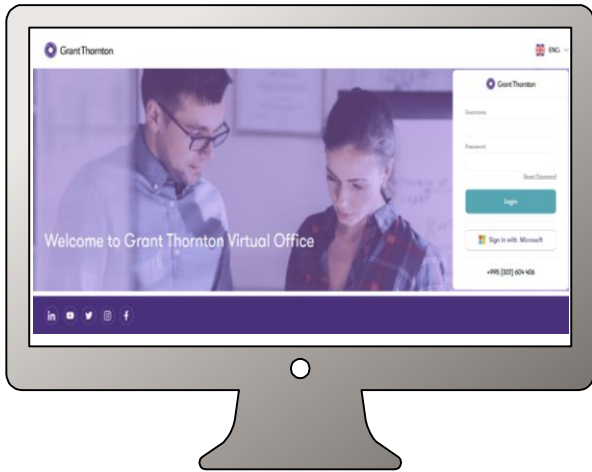 Grant Thornton
ENG
Grant Thornton
Username
Password
Reset Password
Login
Sign in with Microsoft
+995 (322) 604 406
Welcome to Grant Thornton Virtual Office